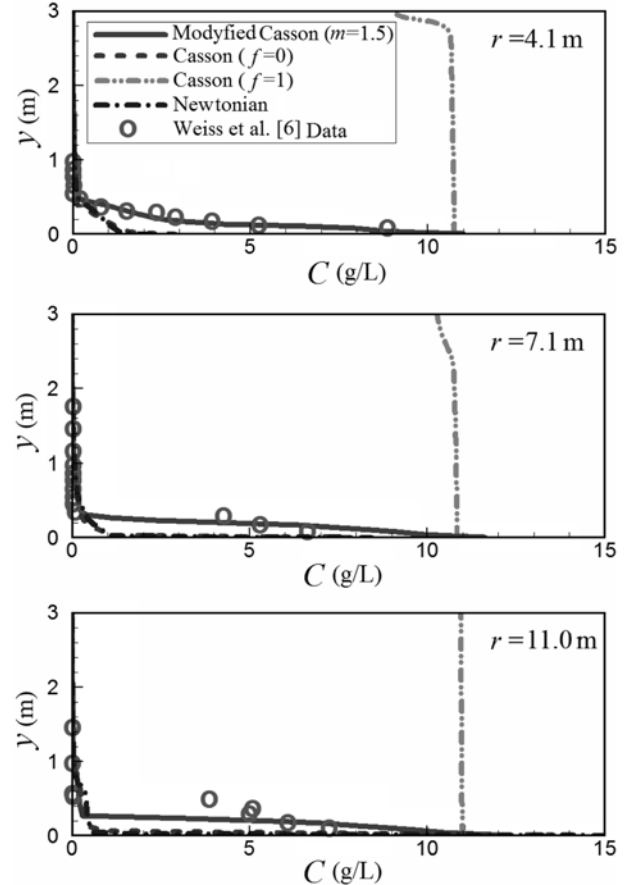 3
Modyfied Casson (m=1.5)
Casson (f=0)
Casson (f=1)
Newtonian
Weiss et al. [6] Data
r=4.1 m
2
y (m)
1
0
0 5 10 15
C (g/L)
3
r=7.1 m
2
y (m)
1
0
0 5 10 15
C (g/L)
3
r=11.0 m
2
y (m)
1
0
0 5 10 15
C (g/L)